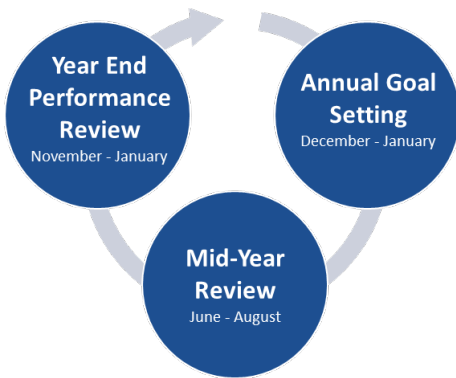 Year End
Performance
Review
November - January
Annual Goal
Setting
December - January
Mid-Year
Review
June - August